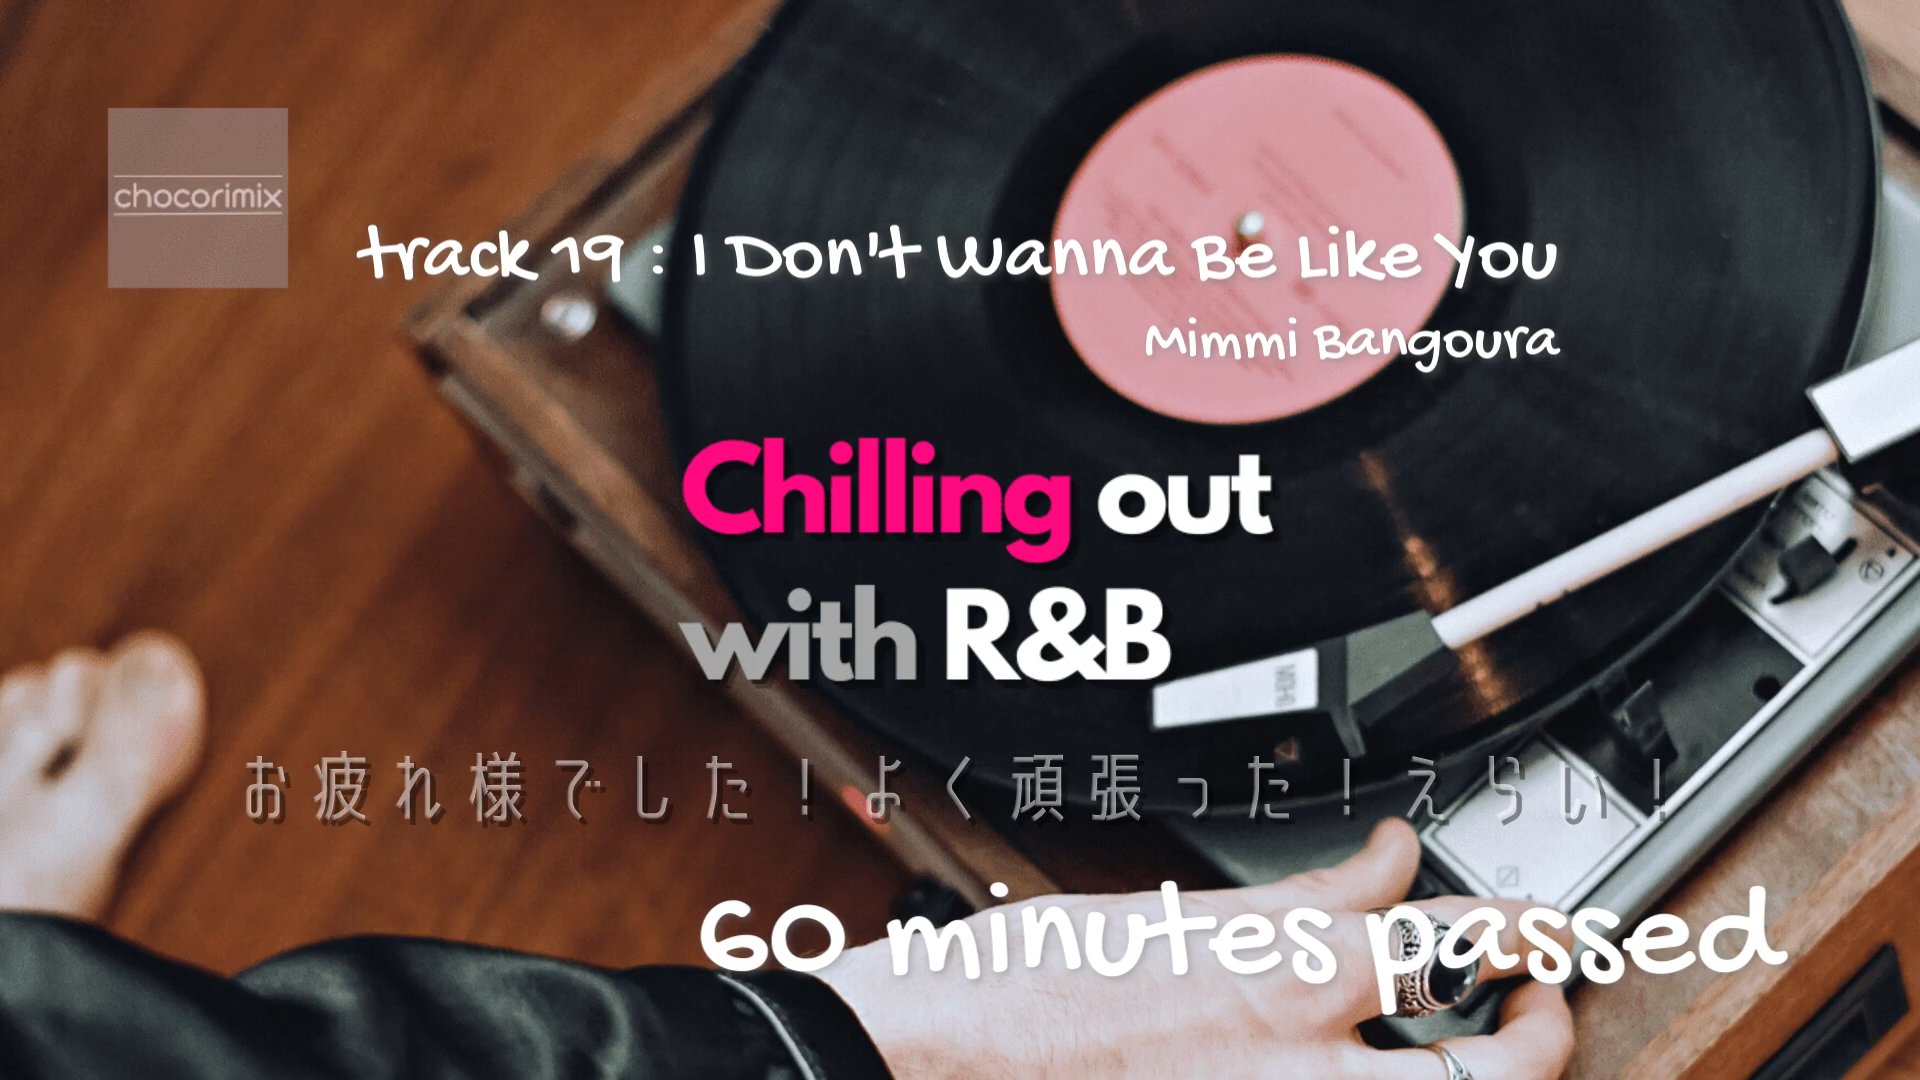 chocorimix
track 19 : I Don't Wanna Be Like You
Mimmi Bangoura
Chilling out
with R&B
お疲れ様でした！よく頑張った！えらい！
60 minutes passed